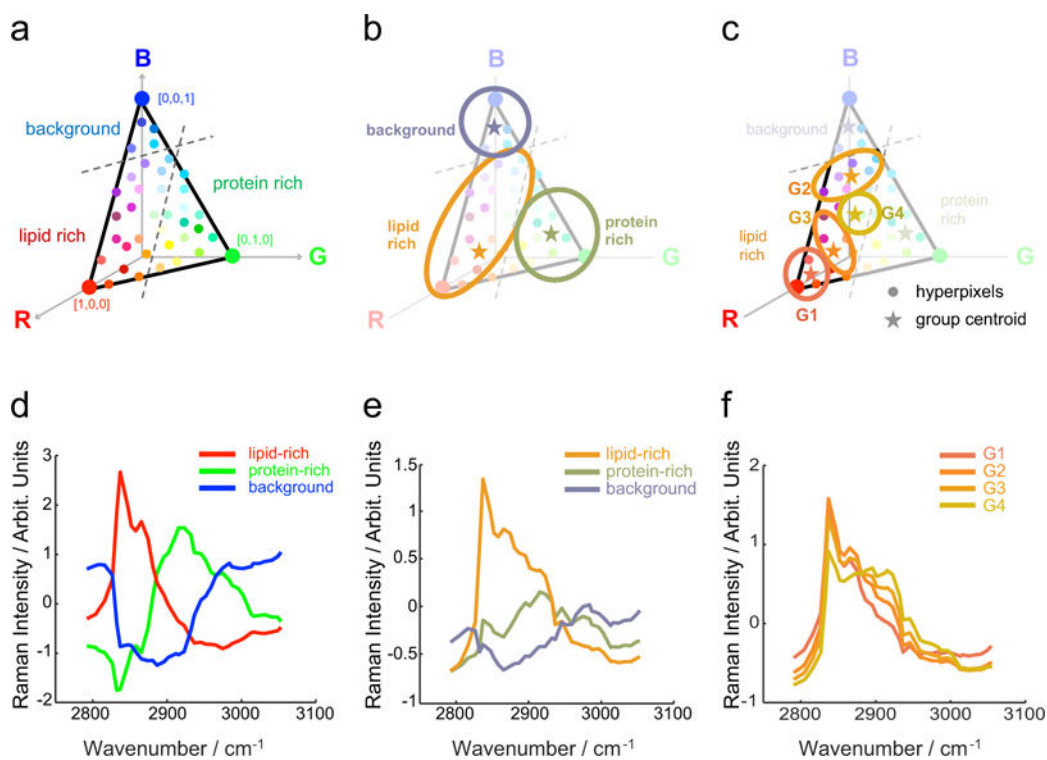 a
B
[0,0,1]
background
protein rich
lipid rich
[0,1,0]
G
[1,0,0]
R
b
B
background
lipid
rich
protein
rich
G
R
c
B
background
G2
G3
G4
protein
rich
lipid
rich
G
hyperpixels
group centroid
R
G1
d
Raman Intensity / Arbit. Units
3
2
1
0
-1
-2
lipid-rich
protein-rich
background
2800
2900
3000
3100
Wavenumber / cm⁻¹
e
Raman Intensity / Arbit. Units
1.5
1
0.5
0
-0.5
-1
lipid-rich
protein-rich
background
2800
2900
3000
3100
Wavenumber / cm⁻¹
f
Raman Intensity / Arbit. Units
2
1
0
-1
G1
G2
G3
G4
2800
2900
3000
3100
Wavenumber / cm⁻¹